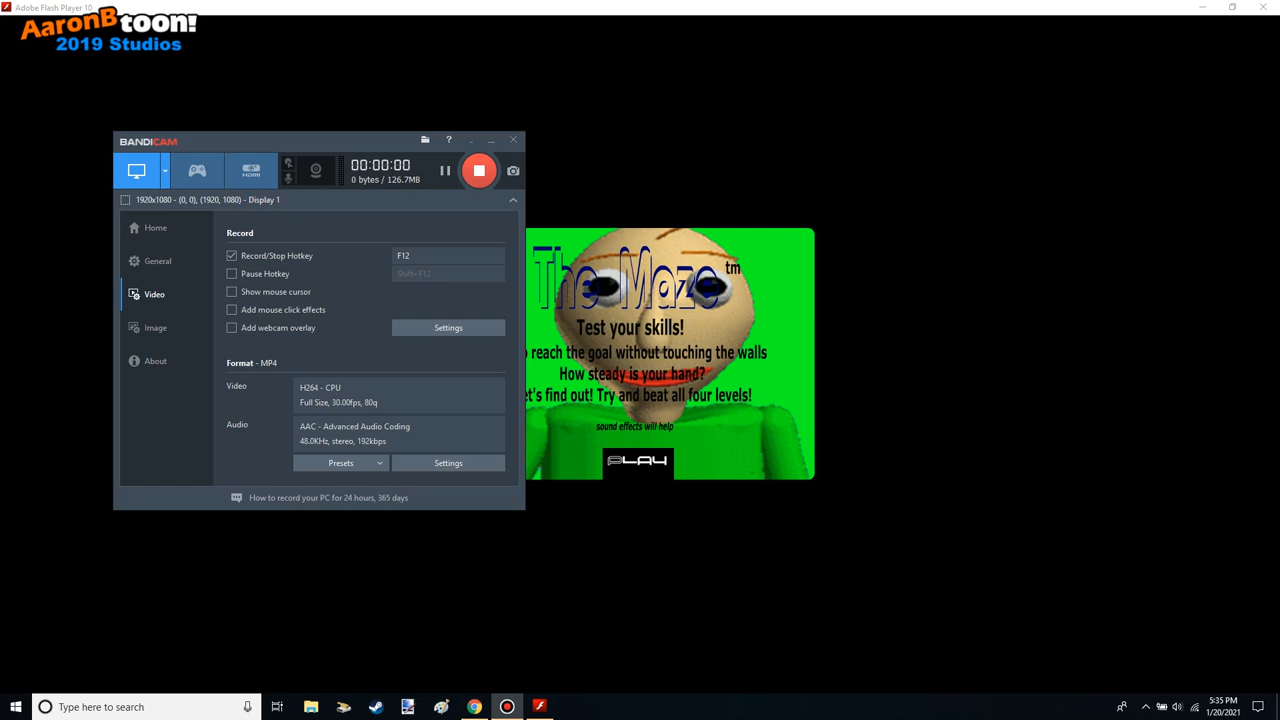 Adobe Flash Player 10
AaronBtoon!
2019 Studios
BANDICAM
?
HDMI
00:00:00
0 bytes / 126.7MB
1920x1080 - (0, 0), (1920, 1080) - Display 1
Home
General
Video
Image
About
Record
Record/Stop Hotkey
F12
Pause Hotkey
Shift+F12
Show mouse cursor
Add mouse click effects
Add webcam overlay
Settings
Format - MP4
Video
H264 - CPU
Full Size, 30.00fps, 80q
Audio
AAC - Advanced Audio Coding
48.0KHz, stereo, 192kbps
Presets
Settings
How to record your PC for 24 hours, 365 days
The Maze™
Test your skills!
reach the goal without touching the walls
How steady is your hand?
et's find out! Try and beat all four levels!
sound effects will help
PLAY
Type here to search
5:35 PM
1/20/2021